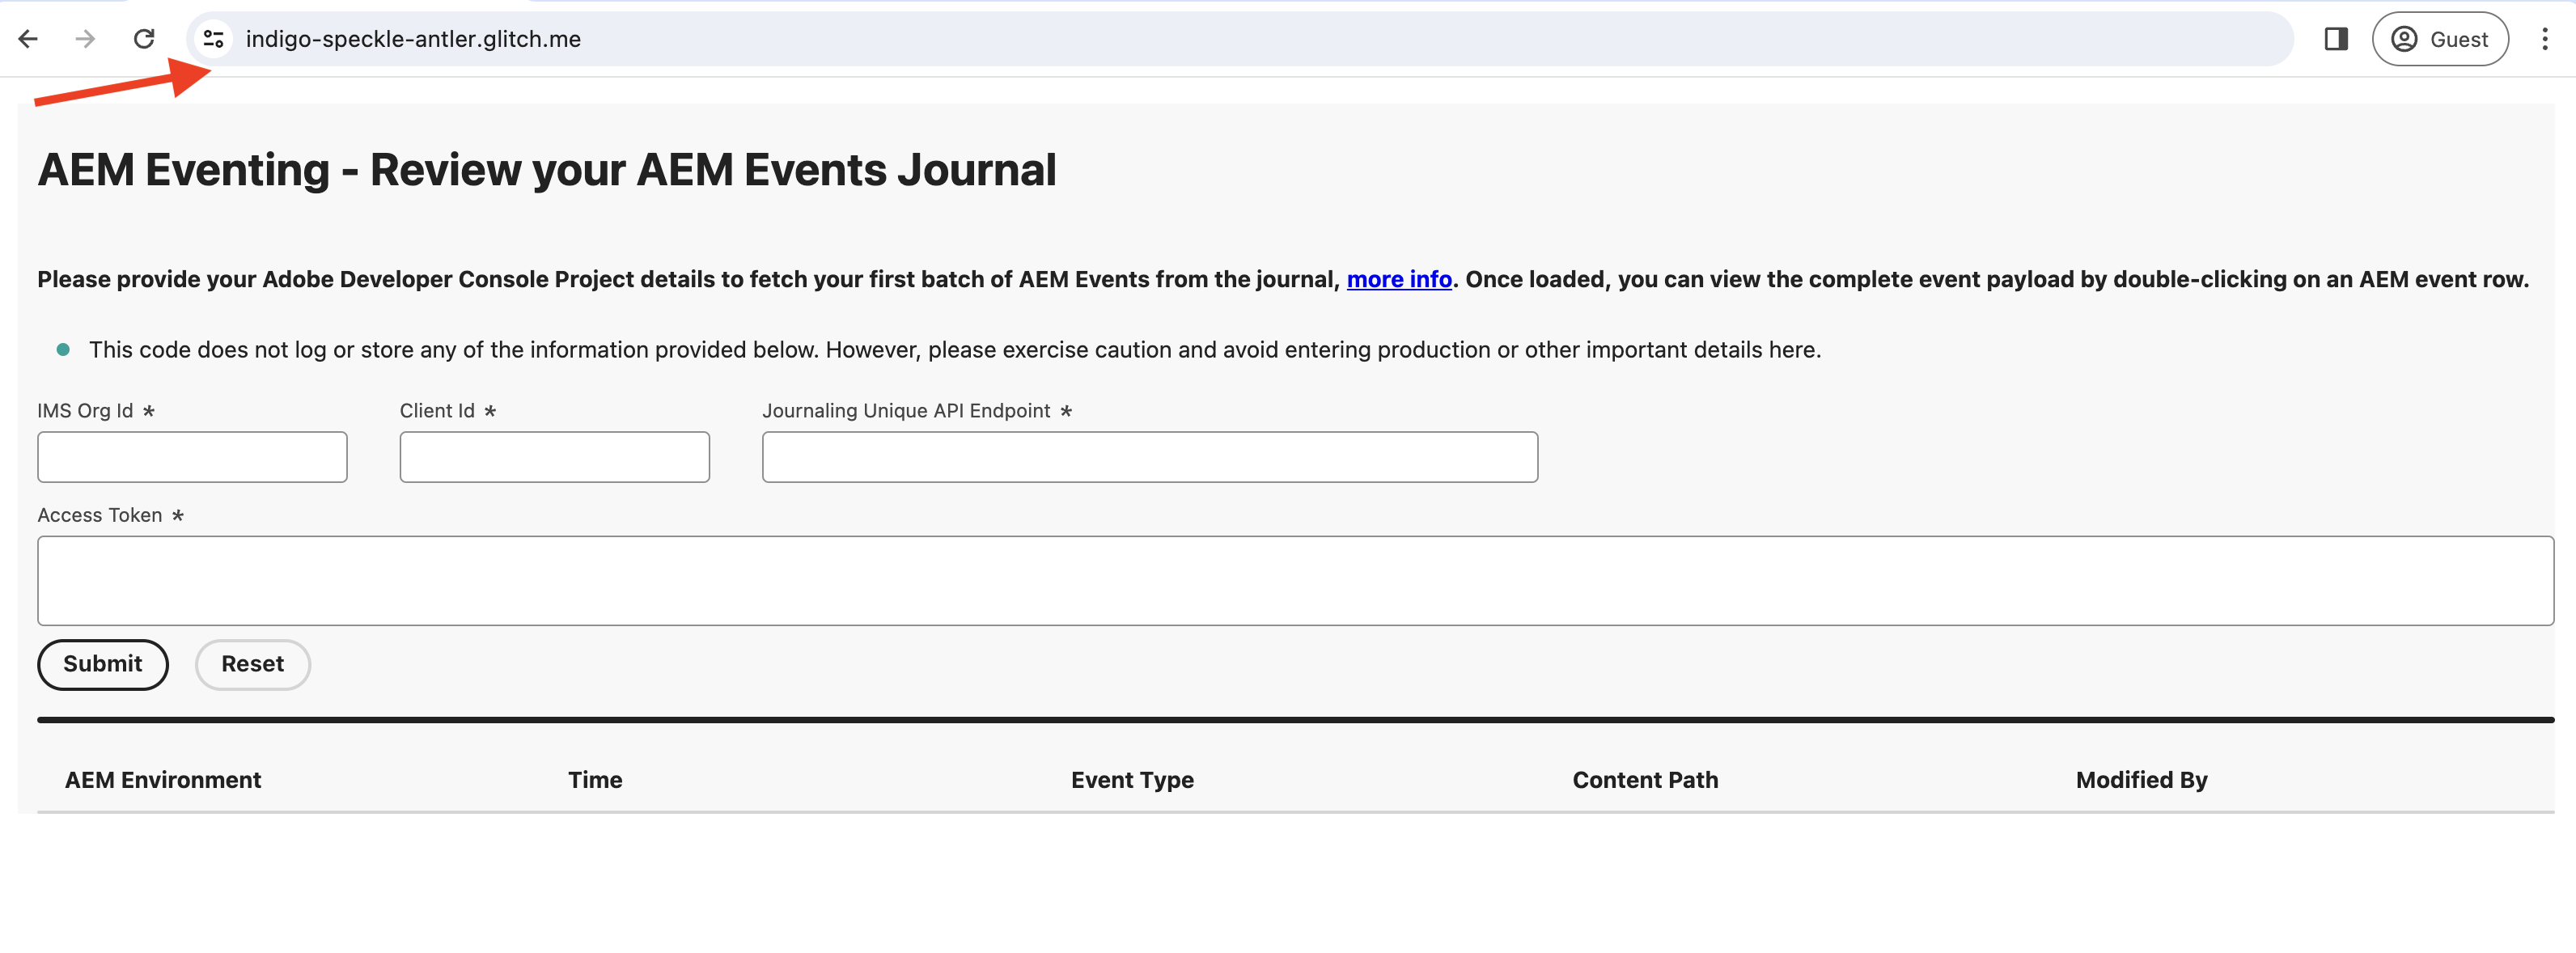 indigo-speckle-antler.glitch.me
Guest
AEM Eventing - Review your AEM Events Journal
Please provide your Adobe Developer Console Project details to fetch your first batch of AEM Events from the journal, more info. Once loaded, you can view the complete event payload by double-clicking on an AEM event row.
This code does not log or store any of the information provided below. However, please exercise caution and avoid entering production or other important details here.
IMS Org Id * Client Id * Journaling Unique API Endpoint *
Access Token *
Submit Reset
AEM Environment Time Event Type Content Path Modified By